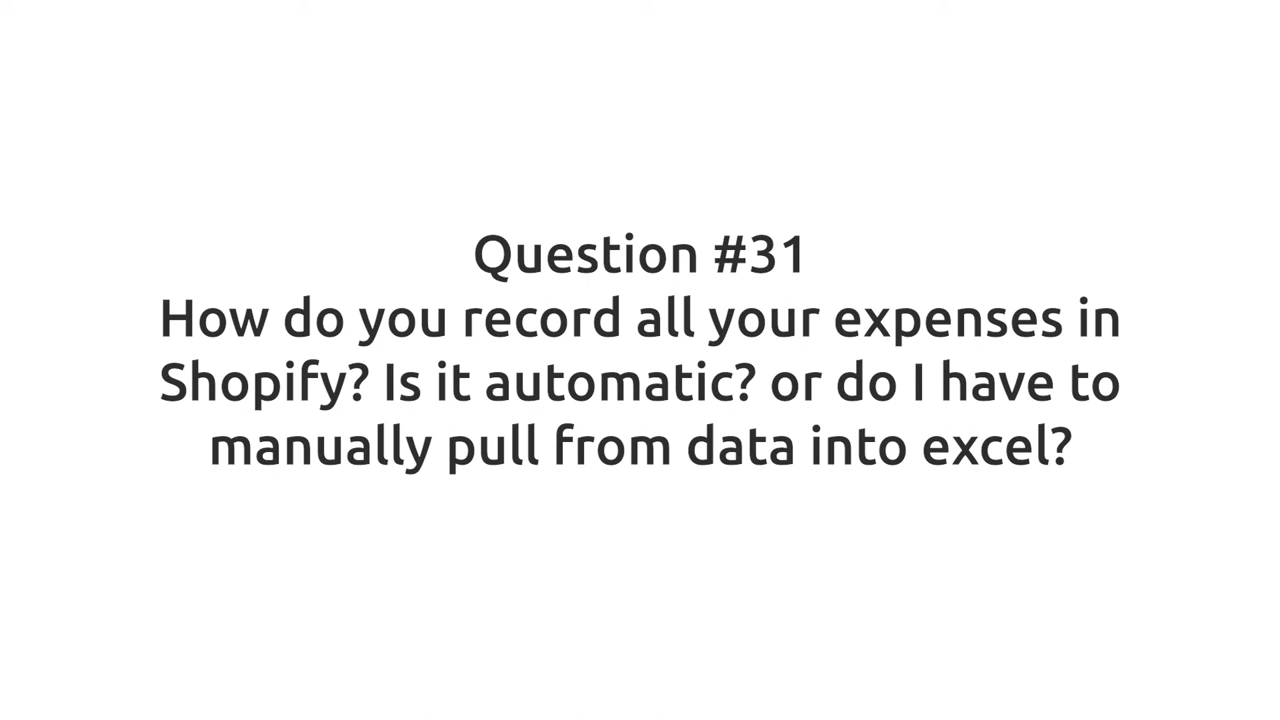 Question #31
How do you record all your expenses in
Shopify? Is it automatic? or do I have to
manually pull from data into excel?